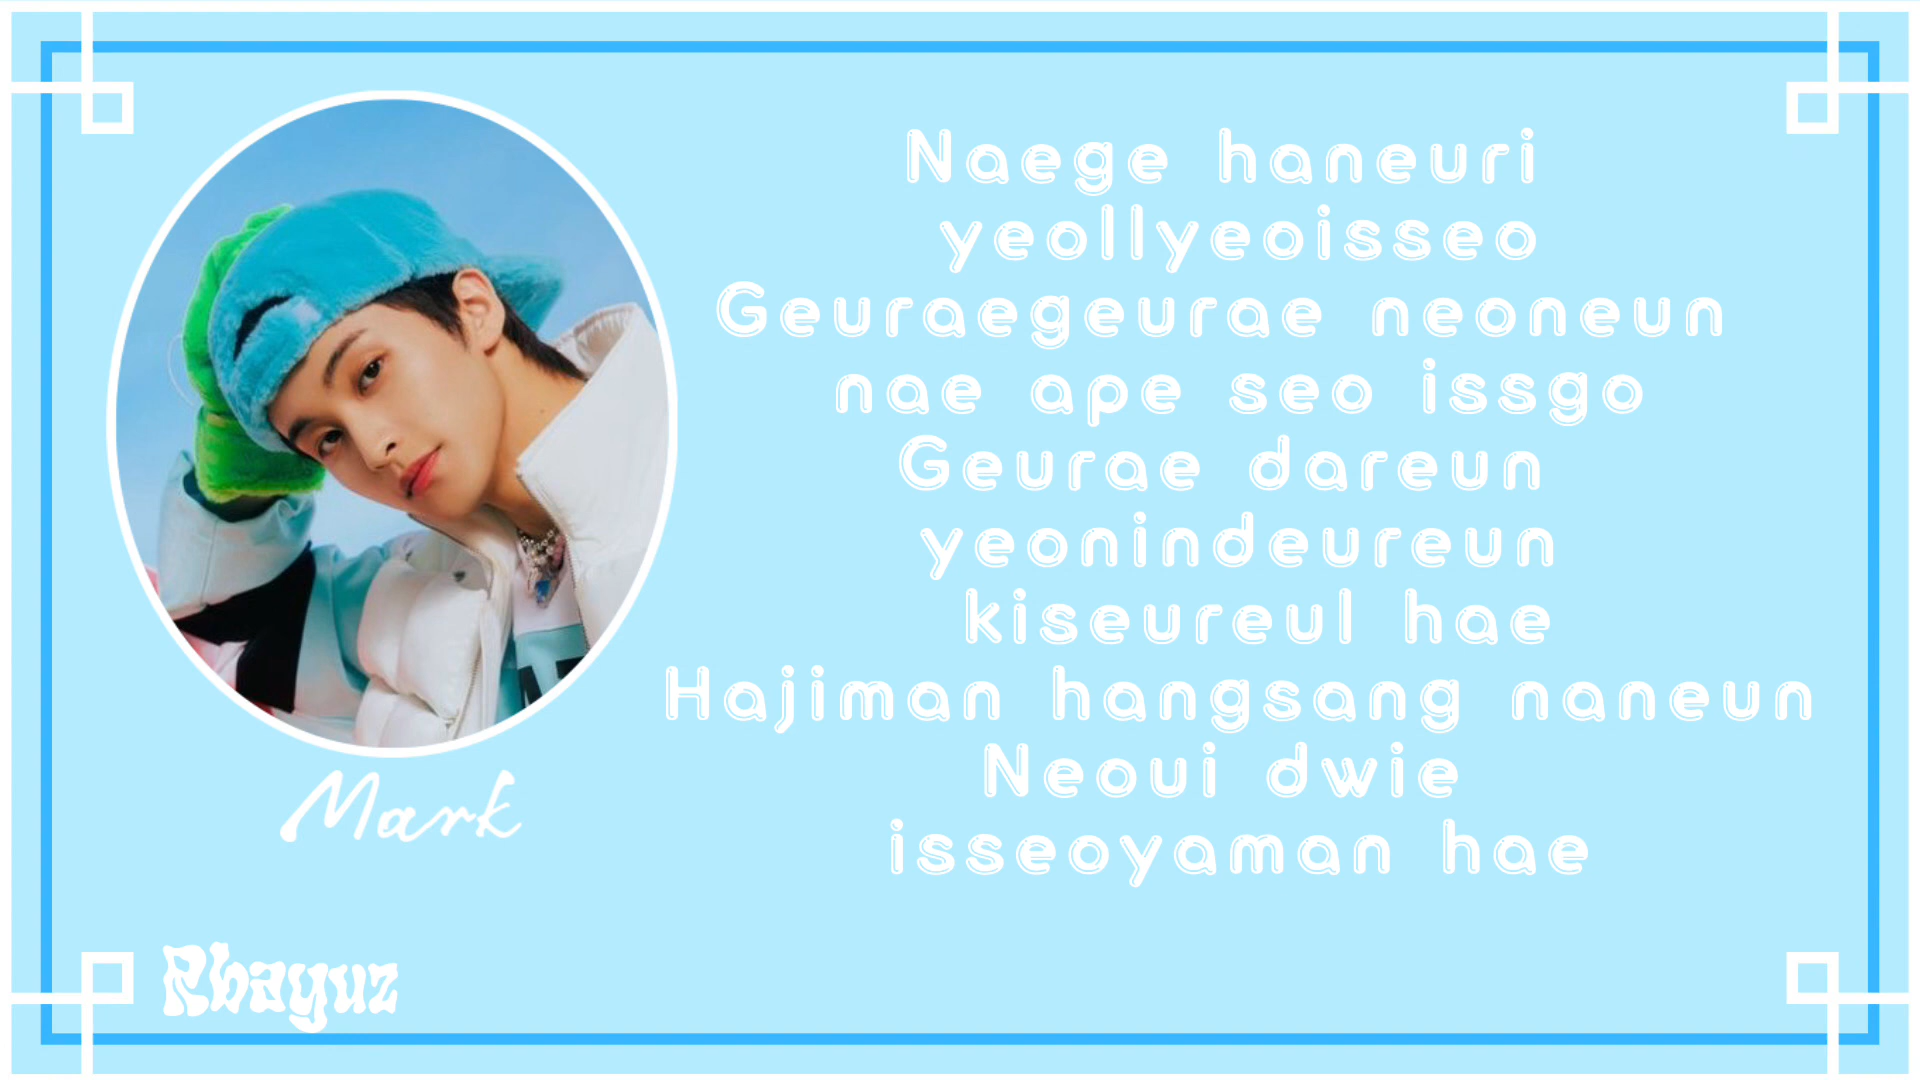 Naege haneuri
yeollyeoisseo
Geuraegeurae neoneun
nae ape seo issgo
Geurae dareun
yeonindeureun
kiseureul hae
Hajiman hangsang naneun
Neoui dwie
isseoyaman hae
Mark
Rbayuz